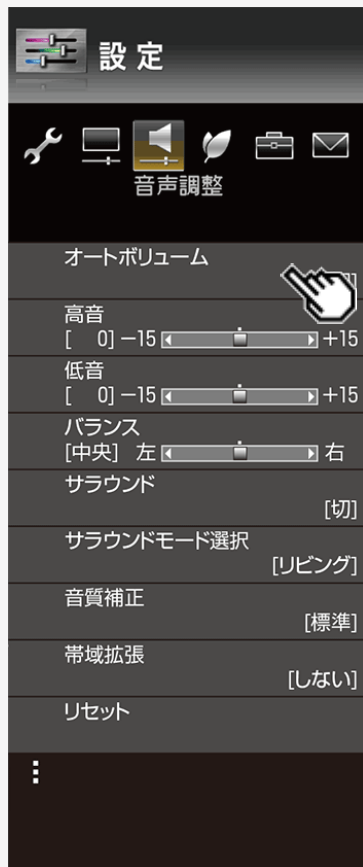 設定
音声調整
オートボリューム
]
高音
[ 0] －15 ＋15
低音
[ 0] －15 ＋15
バランス
[中央] 左 右
サラウンド
[切]
サラウンドモード選択
[リビング]
音質補正
[標準]
帯域拡張
[しない]
リセット